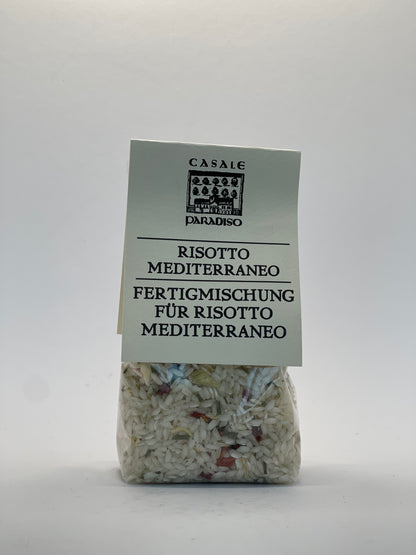 CASALE
PARADISO
RISOTTO
MEDITERRANEO
FERTIGMISCHUNG
FÜR RISOTTO
MEDITERRANEO